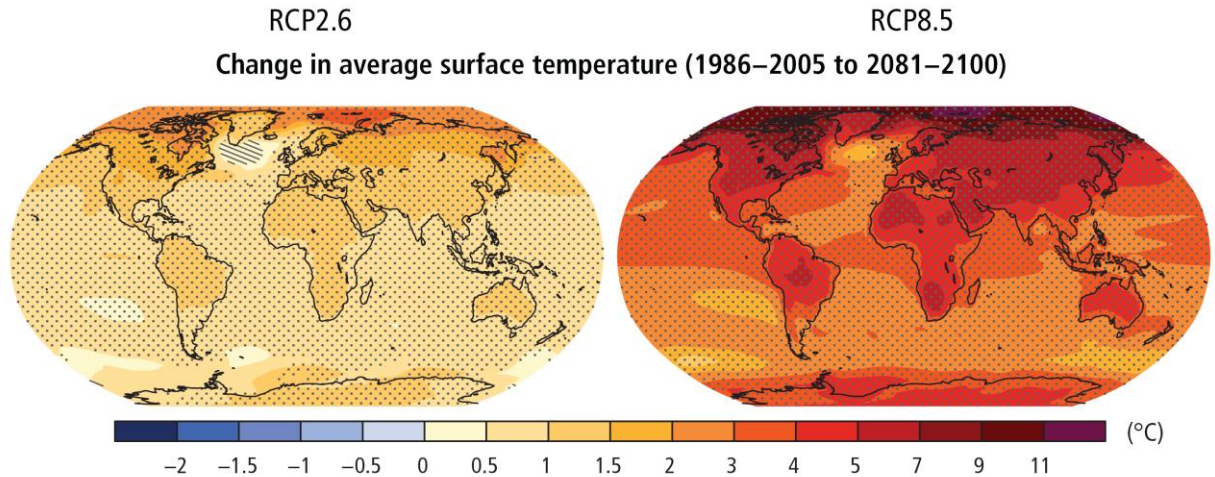 RCP2.6 RCP8.5
Change in average surface temperature (1986–2005 to 2081–2100)
(°C)
−2 −1.5 −1 −0.5 0 0.5 1 1.5 2 3 4 5 7 9 11